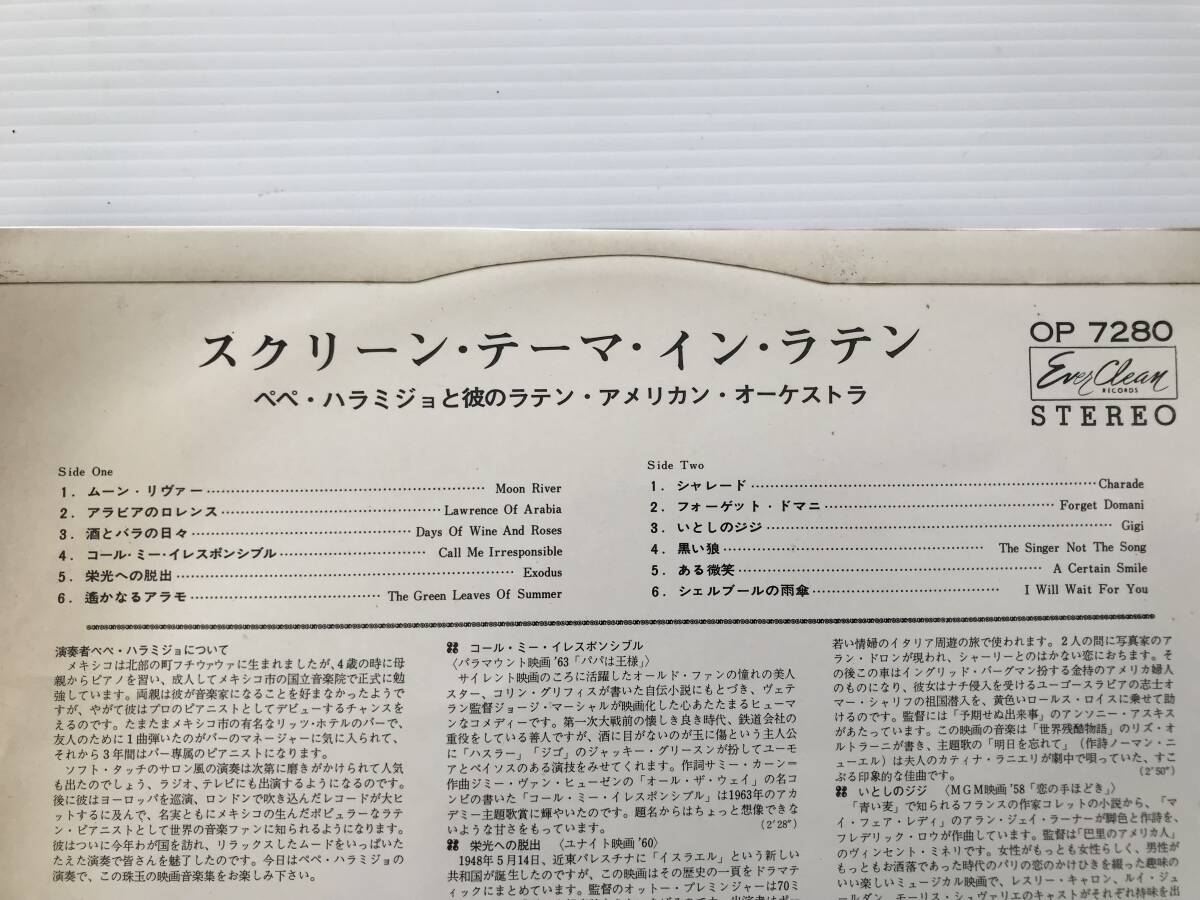 スクリーン・テーマ・イン・ラテン
ペペ・ハラミジョと彼のラテン・アメリカン・オーケストラ
OP 7280
Ever Clean
RECORDS
STEREO
Side One
1. ムーン・リヴァー Moon River
2. アラビアのロレンス Lawrence Of Arabia
3. 酒とバラの日々 Days Of Wine And Roses
4. コール・ミー・イレスポンシブル Call Me Irresponsible
5. 栄光への脱出 Exodus
6. 遙かなるアラモ The Green Leaves Of Summer
Side Two
1. シャレード Charade
2. フォーゲット・ドマニ Forget Domani
3. いとしのジジ Gigi
4. 黒い狼 The Singer Not The Song
5. ある微笑 A Certain Smile
6. シェルブールの雨傘 I Will Wait For You
演奏者ペペ・ハラミジョについて
メキシコは北部の町フチヴァウァに生まれましたが、4歳の時に母
親からピアノを習い、成人してメキシコ市の国立音楽院で正式に勉
強しています。両親は彼が音楽家になることを好まなかったようで
すが、やがて彼はプロのピアニストとしてデビューするチャンスを
えるのです。たまたまメキシコ市の有名なリッツ・ホテルのバーで、
友人のために1曲弾いたのがバーのマネージャーに気に入られて、
それから3年間はバー専属のピアニストになります。
ソフト・タッチのサロン風の演奏は次第に磨きがかけられて人気
も出たのでしょう、ラジオ、テレビにも出演するようになるのです。
後に彼はヨーロッパを巡演、ロンドンで吹き込んだレコードが大ヒ
ットするに及んで、名実ともにメキシコの生んだポピュラーなラテ
ン・ピアニストとして世界の音楽ファンに知られるようになります。
彼はついに今年わが国を訪れ、リラックスしたムードをいっぱいた
たえた演奏で皆さんを魅了したのです。今日はペペ・ハラミジョの
演奏で、この珠玉の映画音楽集をお楽しみ下さい。
コール・ミー・イレスポンシブル
〈パラマウント映画'63「パパは王様」〉
サイレント映画のころに活躍したオールド・ファンの憧れの美人
スター、コリン・グリフィスが書いた自伝小説にもとづき、ヴェテ
ラン監督ジョージ・マーシャルが映画化した心あたたまるヒューマ
ンなコメディーです。第一次大戦前の懐しき良き時代、鉄道会社の
重役をしている善人ですが、酒に目がないのが玉に傷という主人公
に「ハスラー」「ジゴ」のジャッキー・グリースンが扮してユーモ
アとペイソスのある演技をみせてくれます。作詞サミー・カーン＝
作曲ジミー・ヴァン・ヒューゼンの「オール・ザ・ウェイ」の名コ
ンビの書いた「コール・ミー・イレスポンシブル」は1963年のアカ
デミー主題歌賞に輝やいたのです。題名からはちょっと想像できな
いような甘さをもっています。 (2'28")
栄光への脱出 〈ユナイト映画'60〉
1948年5月14日、近東パレスチナに「イスラエル」という新しい
共和国が誕生したのですが、この映画はその歴史の一頁をドラマテ
ィックにまとめています。監督のオットー・プレミンジャーは70ミ
若い情婦のイタリア周遊の旅で使われます。2人の間に写真家のア
ラン・ドロンが現われ、シャーリーとのはかない恋におちます。そ
の後この車はイングリッド・バーグマン扮する金持のアメリカ婦人
のものになり、彼女はナチ侵入を受けるユーゴースラビアの志士オ
マー・シャリフの祖国潜入を、黄色いロールス・ロイスに乗せて助
けるのです。監督には「予期せぬ出来事」のアンソニー・アスキス
があたっています。この映画の音楽は「世界残酷物語」のリズ・オ
ルトラーニが書き、主題歌の「明日を忘れて」（作詩ノーマン・ニ
ューエル）は夫人のカティナ・ラニエリが劇中で唄っていた、すこ
ぶる印象的な佳曲です。 (2'50")
いとしのジジ 〈MGM映画'58「恋の手ほどき」〉
「青い麦」で知られるフランスの作家コレットの小説から、「マ
イ・フェア・レディ」のアラン・ジェイ・ラーナーが脚色と作詩を、
フレデリック・ロウが作曲しています。監督は「巴里のアメリカ人」
のヴィンセント・ミネリです。女性がもっとも女性らしく、男性が
もっともお洒落であった時代のパリの恋のかけひきを綴った趣味の
いい楽しいミュージカル映画で、レスリー・キャロン、ルイ・ジュ